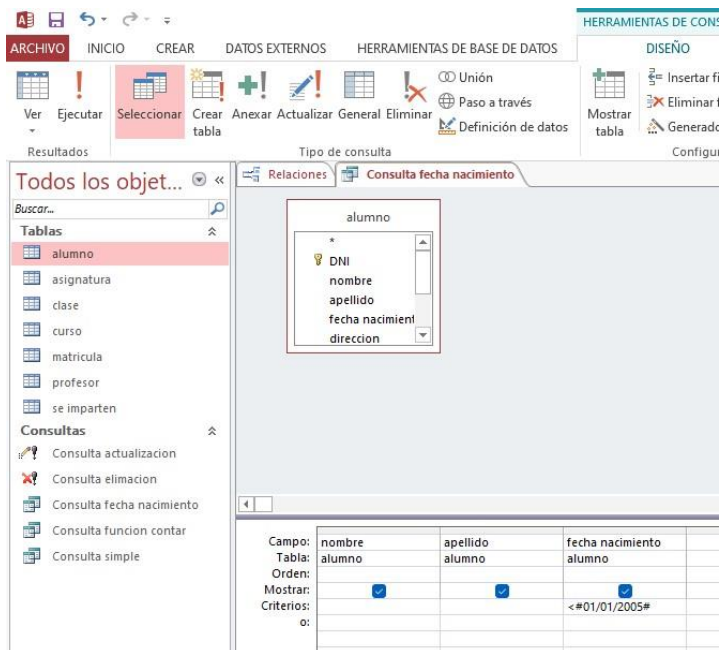 HERRAMIENTAS DE CONS
ARCHIVO INICIO CREAR DATOS EXTERNOS HERRAMIENTAS DE BASE DE DATOS DISEÑO
Ver
Ejecutar
Seleccionar
Crear tabla
Anexar
Actualizar
General
Eliminar
Unión
Paso a través
Definición de datos
Mostrar tabla
Insertar fi
Eliminar f
Generado
Resultados
Tipo de consulta
Configur
Todos los objet...
Buscar...
Tablas
alumno
asignatura
clase
curso
matricula
profesor
se imparten
Consultas
Consulta actualizacion
Consulta elimacion
Consulta fecha nacimiento
Consulta funcion contar
Consulta simple
Relaciones
Consulta fecha nacimiento
alumno
*
DNI
nombre
apellido
fecha nacimient
direccion
Campo: nombre apellido fecha nacimiento
Tabla: alumno alumno alumno
Orden:
Mostrar:
Criterios: <#01/01/2005#
o: